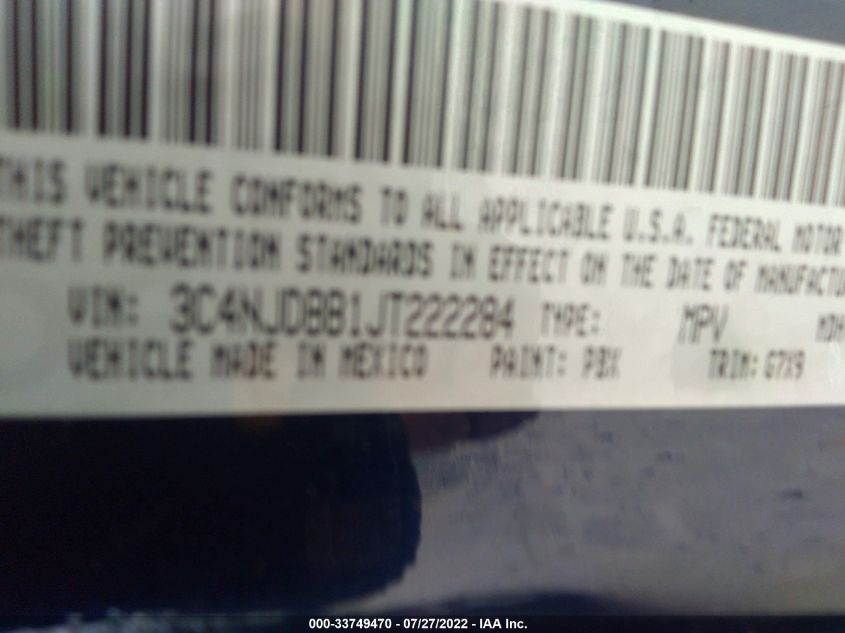 THIS VEHICLE CONFORMS TO ALL APPLICABLE U.S.A. FEDERAL MOTOR
THEFT PREVENTION STANDARDS IN EFFECT ON THE DATE OF MANUFACTU
VIN: 3C4NJDBB1JT222284 TYPE: MPV MDH
VEHICLE MADE IN MEXICO PAINT: PBX TRIM: G7X9
000-33749470 - 07/27/2022 - IAA Inc.